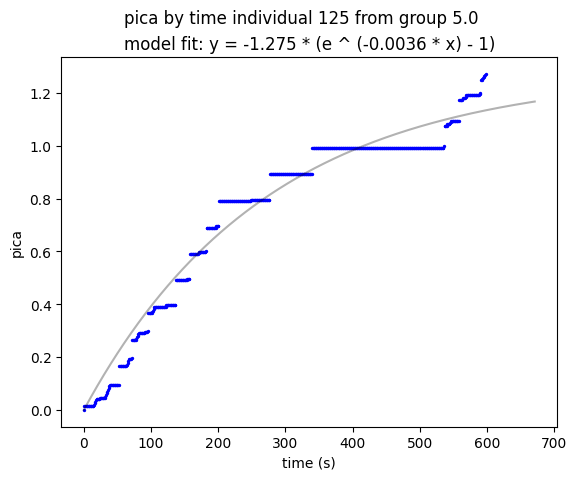 pica by time individual 125 from group 5.0
model fit: y = -1.275 * (e ^ (-0.0036 * x) - 1)
1.2
1.0
0.8
0.6
0.4
0.2
0.0
pica
0 100 200 300 400 500 600 700
time (s)